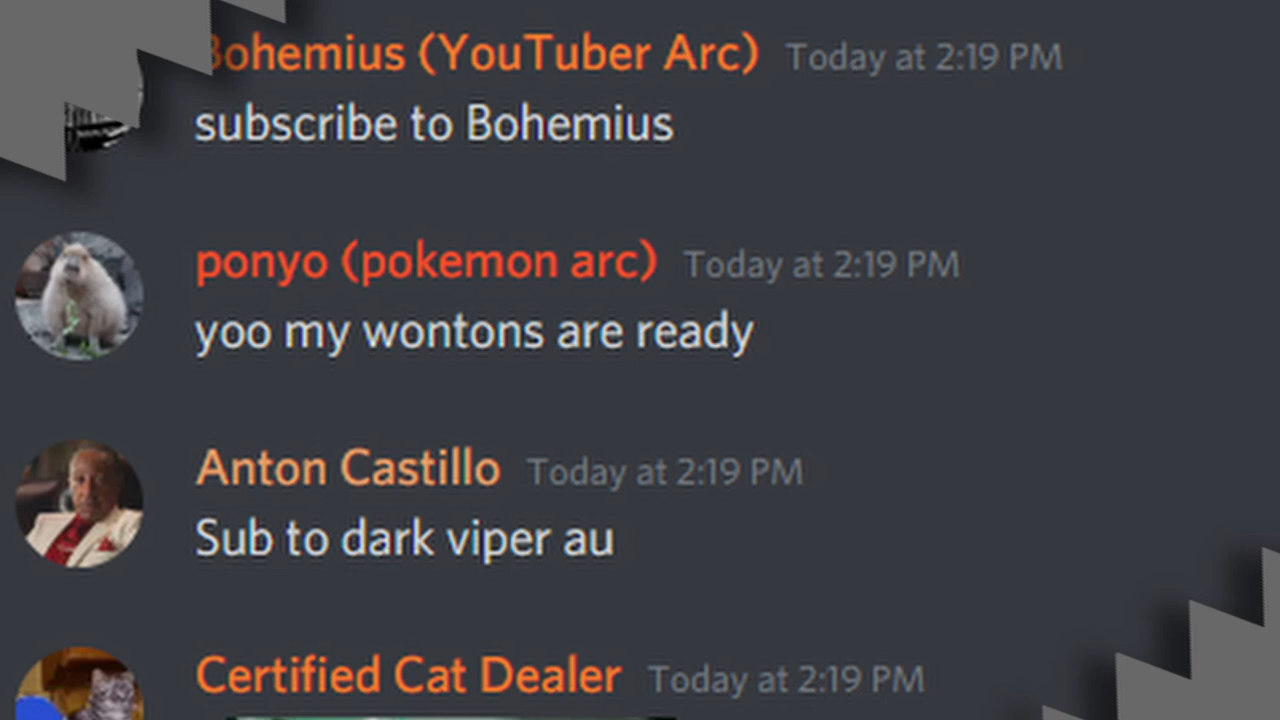 Bohemius (YouTuber Arc) Today at 2:19 PM
subscribe to Bohemius
ponyo (pokemon arc) Today at 2:19 PM
yoo my wontons are ready
Anton Castillo Today at 2:19 PM
Sub to dark viper au
Certified Cat Dealer Today at 2:19 PM